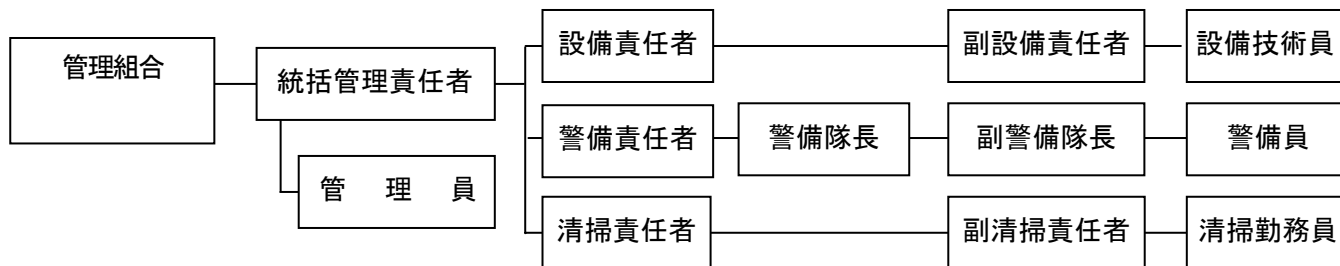 管理組合
統括管理責任者
管理員
設備責任者
副設備責任者
設備技術員
警備責任者
警備隊長
副警備隊長
警備員
清掃責任者
副清掃責任者
清掃勤務員